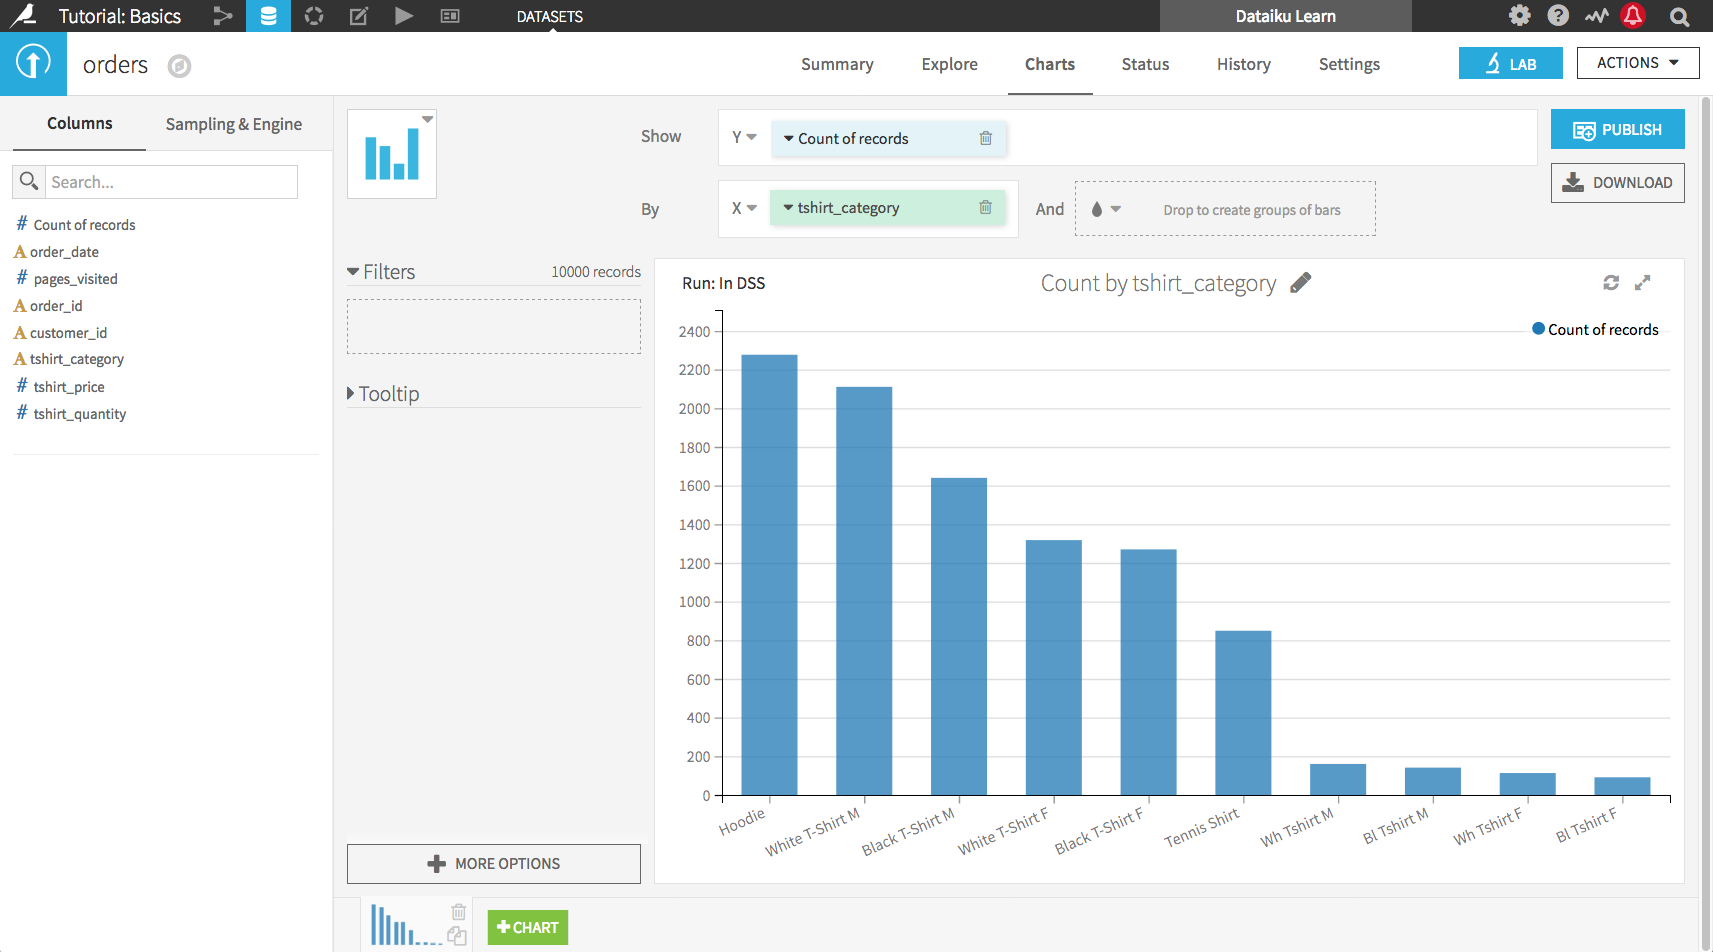 Tutorial: Basics
DATASETS
Dataiku Learn
orders
Summary
Explore
Charts
Status
History
Settings
LAB
ACTIONS
Columns
Sampling & Engine
Search...
# Count of records
A order_date
# pages_visited
A order_id
A customer_id
A tshirt_category
# tshirt_price
# tshirt_quantity
Show
Y
Count of records
PUBLISH
By
X
tshirt_category
And
Drop to create groups of bars
DOWNLOAD
Filters
10000 records
Tooltip
MORE OPTIONS
Run: In DSS
Count by tshirt_category
Count of records
2400
2200
2000
1800
1600
1400
1200
1000
800
600
400
200
0
Hoodie
White T-Shirt M
Black T-Shirt M
White T-Shirt F
Black T-Shirt F
Tennis Shirt
Wh Tshirt M
Bl Tshirt M
Wh Tshirt F
Bl Tshirt F
+CHART